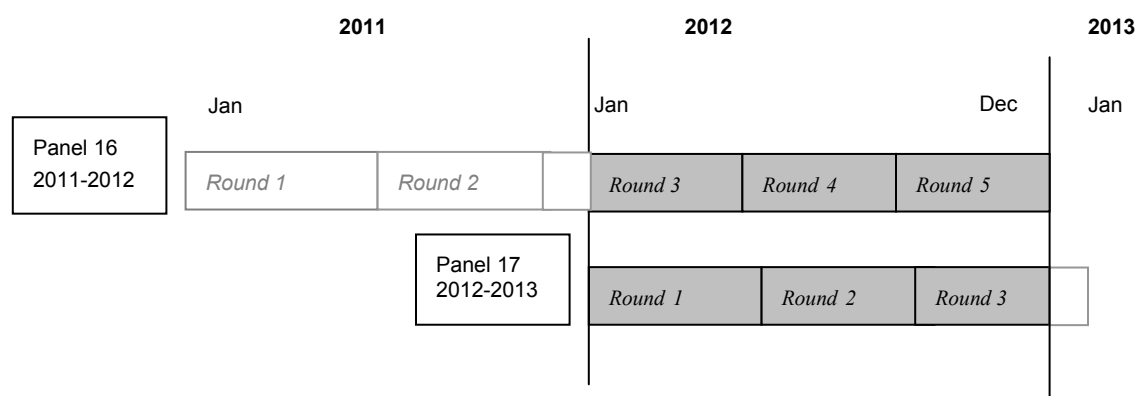 2011 2012 2013
Jan Jan Dec Jan
Panel 16
2011-2012
Round 1 Round 2 Round 3 Round 4 Round 5
Panel 17
2012-2013
Round 1 Round 2 Round 3